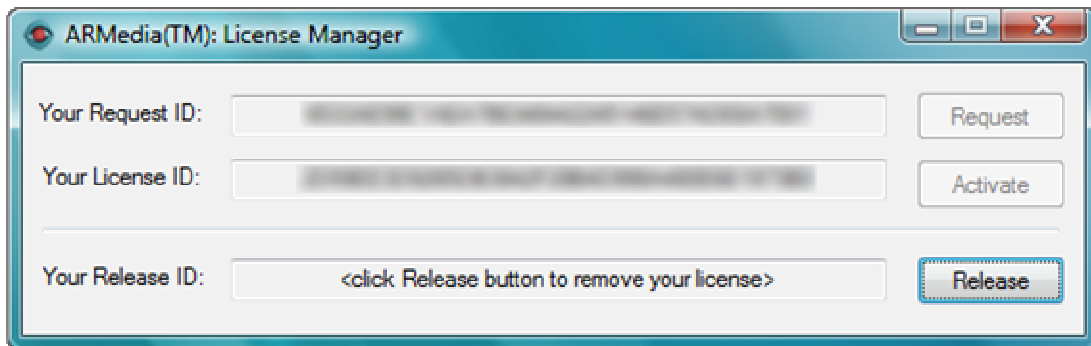 ARMedia(TM): License Manager
Your Request ID: Request
Your License ID: Activate
Your Release ID: <click Release button to remove your license> Release